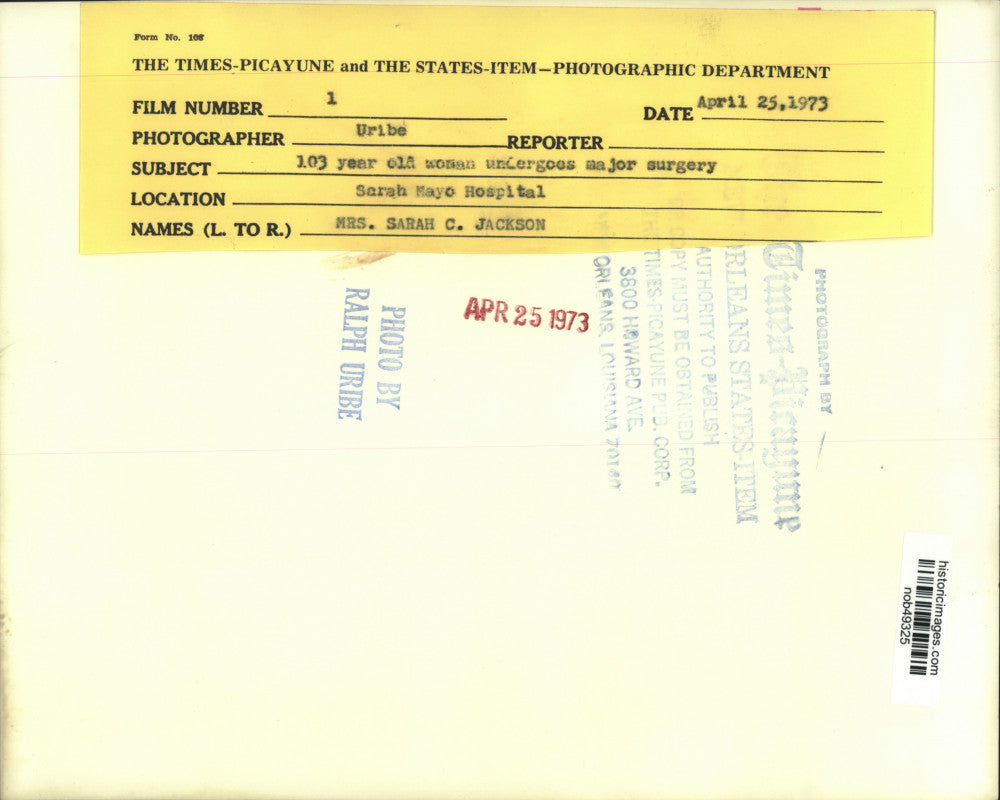 Form No. 108
THE TIMES-PICAYUNE and THE STATES-ITEM—PHOTOGRAPHIC DEPARTMENT
FILM NUMBER 1
DATE April 25,1973
PHOTOGRAPHER Uribe REPORTER
SUBJECT 103 year old woman undergoes major surgery
LOCATION Sarah Mayo Hospital
NAMES (L. TO R.) MRS. SARAH C. JACKSON
PHOTO BY
RALPH URIBE
APR 25 1973
PHOTOGRAPH BY
Times-Picayune
ORLEANS STATES-ITEM
AUTHORITY TO PUBLISH
COPY MUST BE OBTAINED FROM
TIMES-PICAYUNE PUB. CORP.
3800 HOWARD AVE.
ORLEANS, LOUISIANA 70140
historicimages.com
nob49325